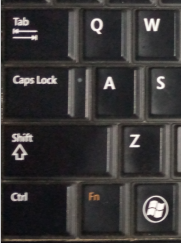 Tab Q W
Caps Lock A S
Shift Z
Ctrl Fn